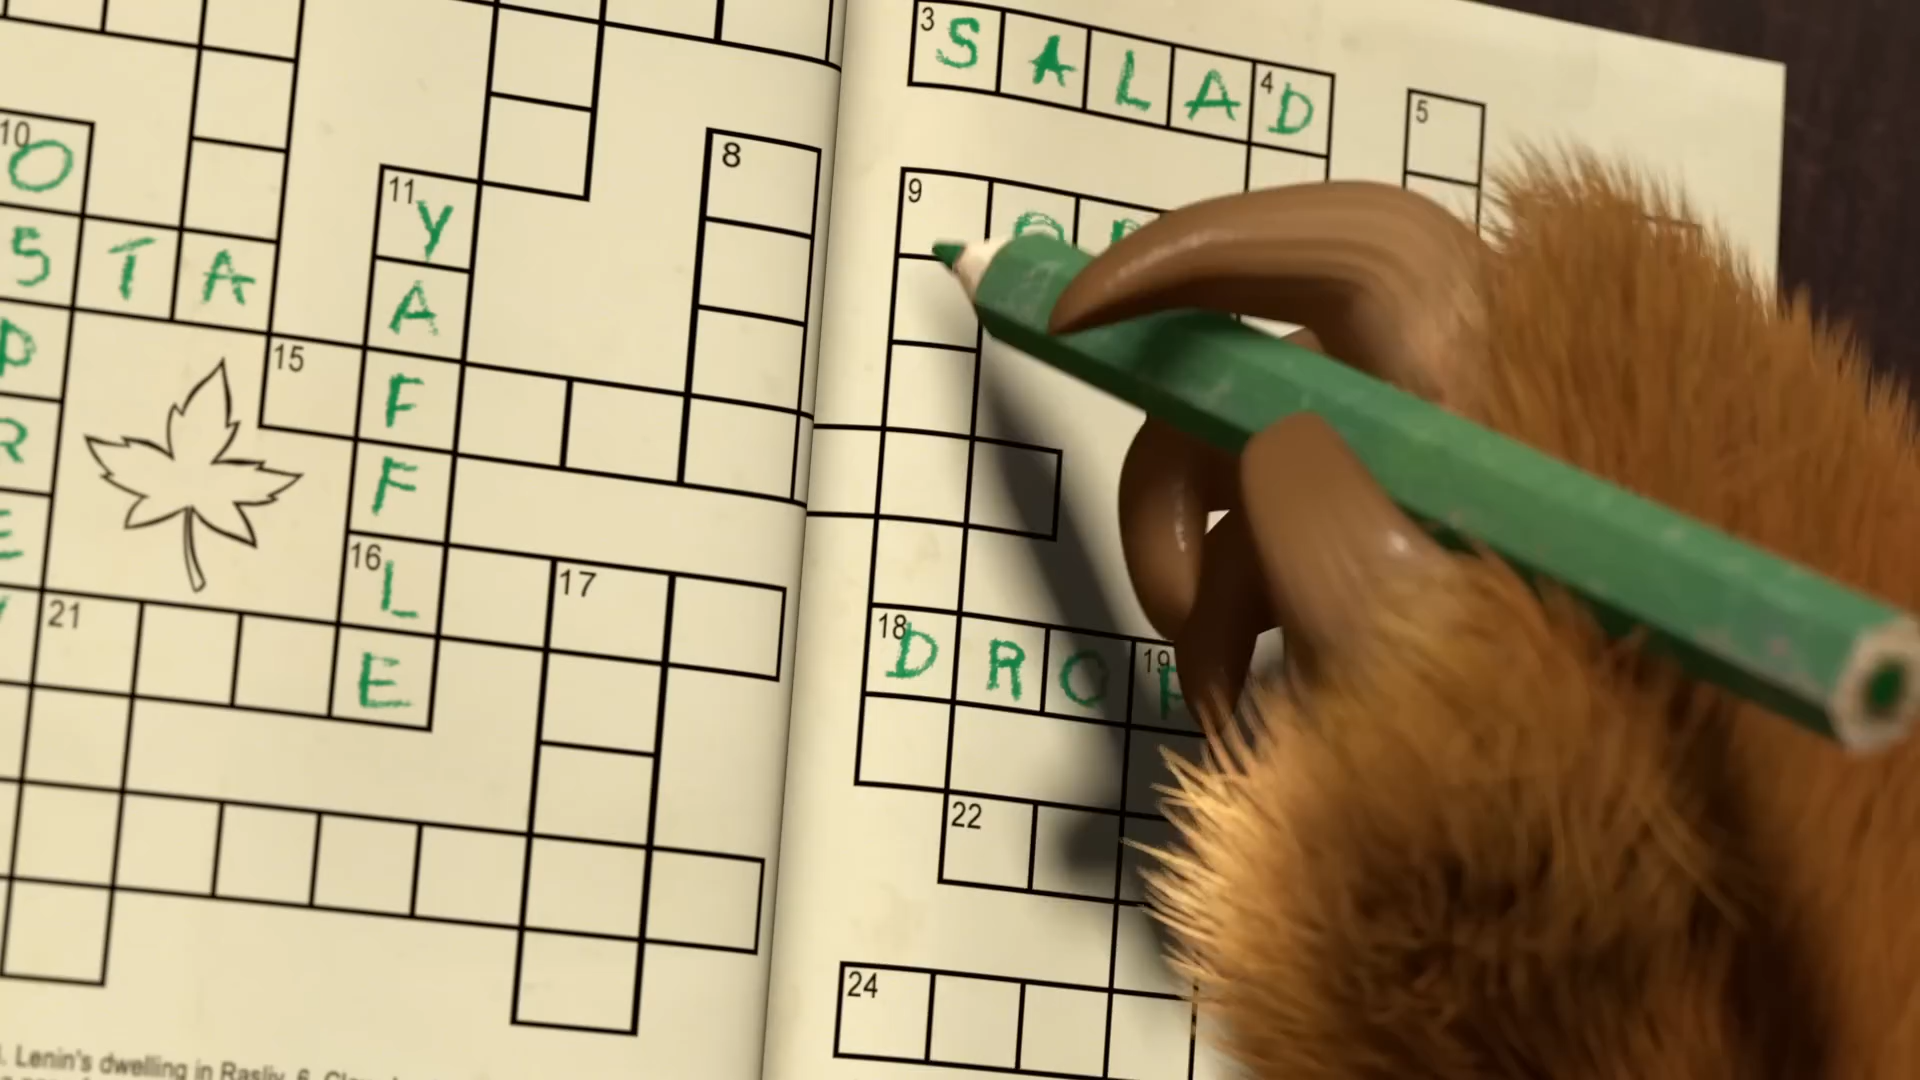 3 SALAD
4
5
10 O
8
11 Y
9
STA
A
15
F
F
16 L
17
21
E
18 DROP
19
22
24
Lenin's dwelling in Rasliv. 6.